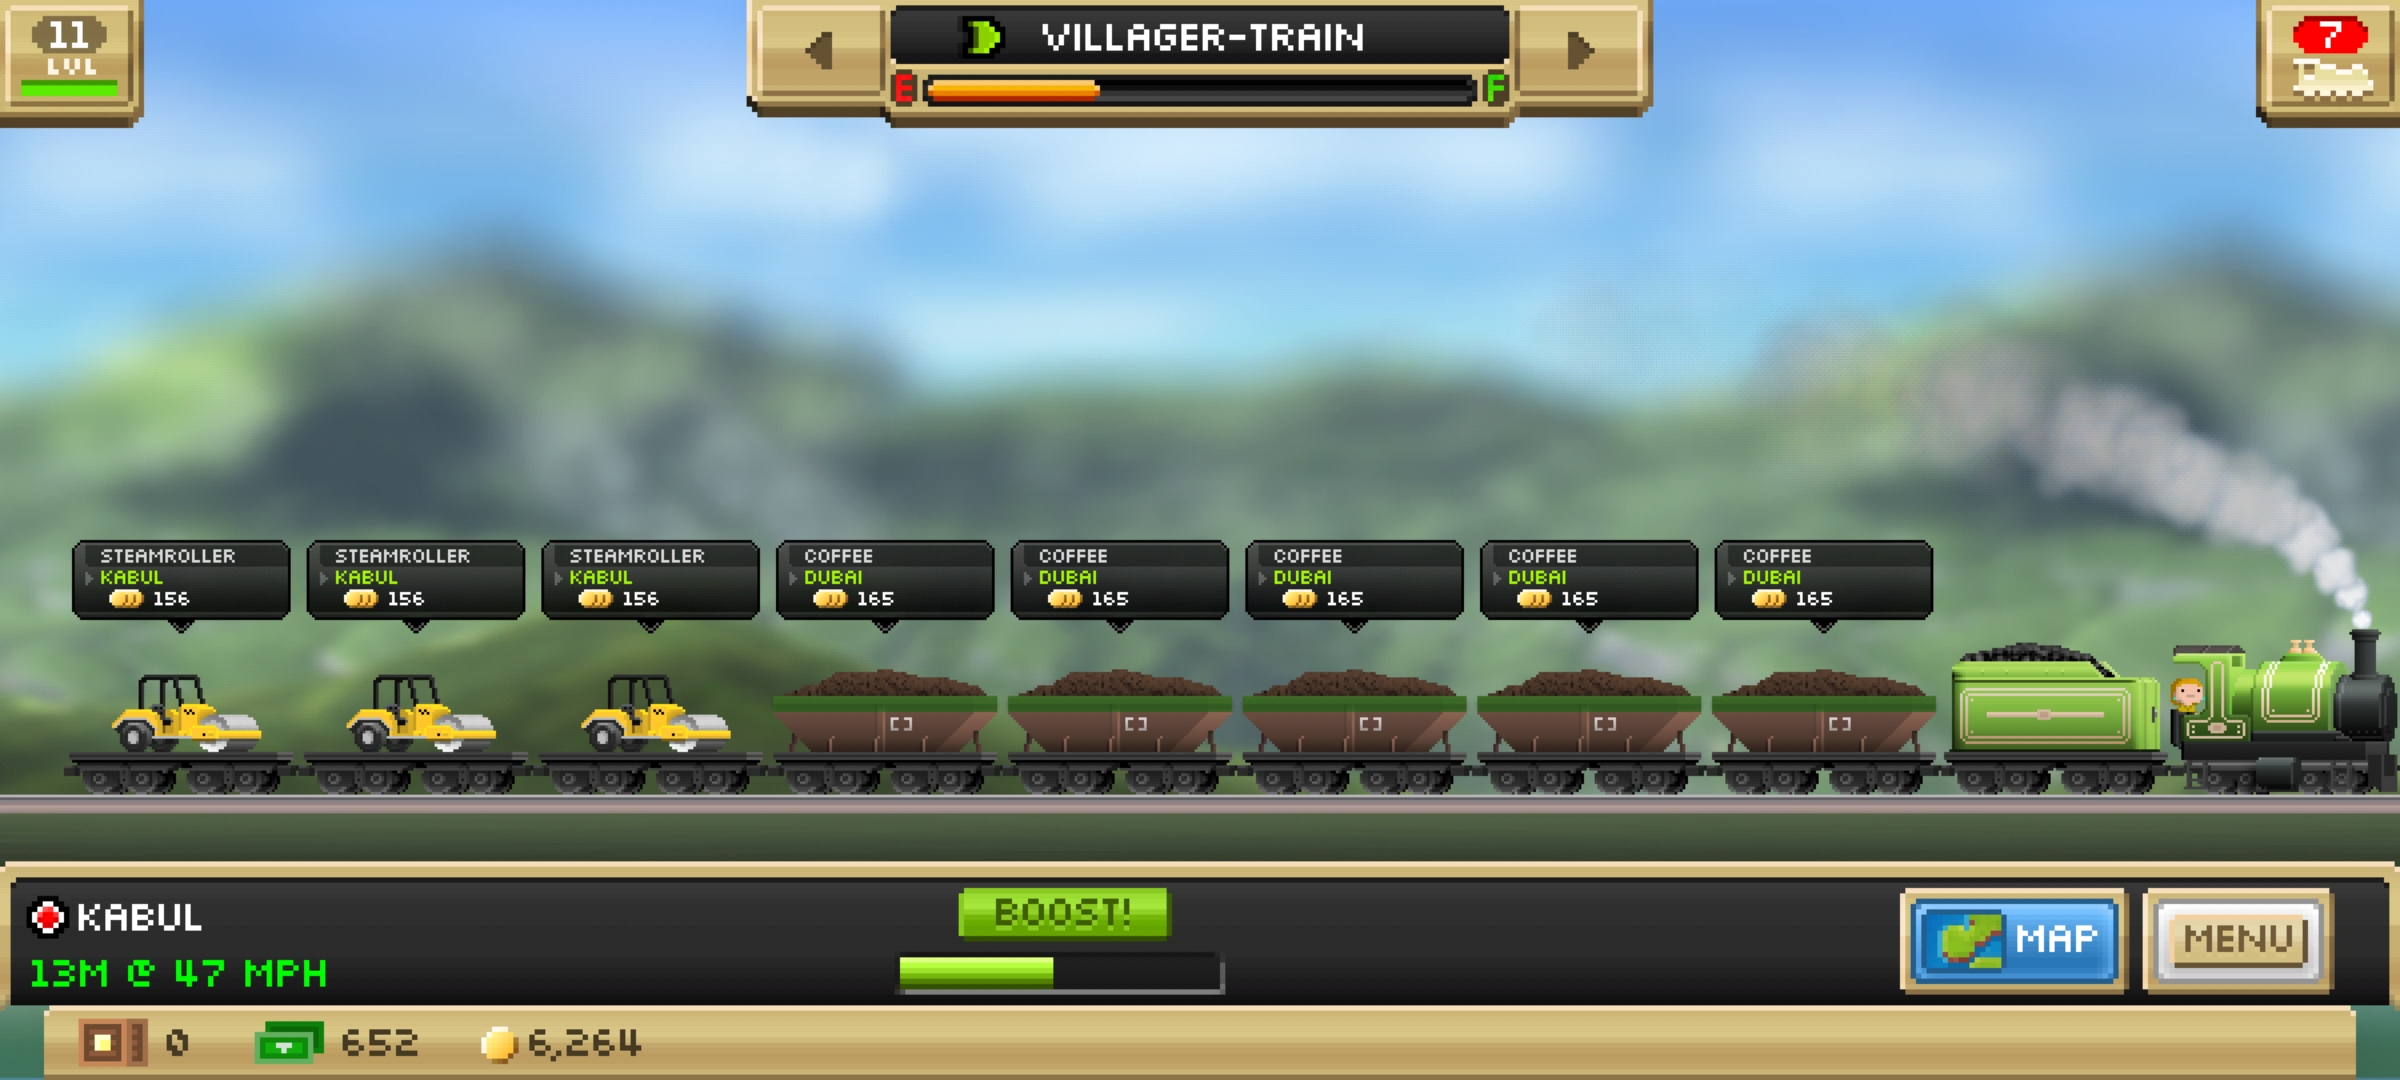 11
LVL
VILLAGER-TRAIN
E F
7
STEAMROLLER
KABUL
156
STEAMROLLER
KABUL
156
STEAMROLLER
KABUL
156
COFFEE
DUBAI
165
COFFEE
DUBAI
165
COFFEE
DUBAI
165
COFFEE
DUBAI
165
COFFEE
DUBAI
165
KABUL
13M @ 47 MPH
BOOST!
MAP
MENU
0
652
6,264